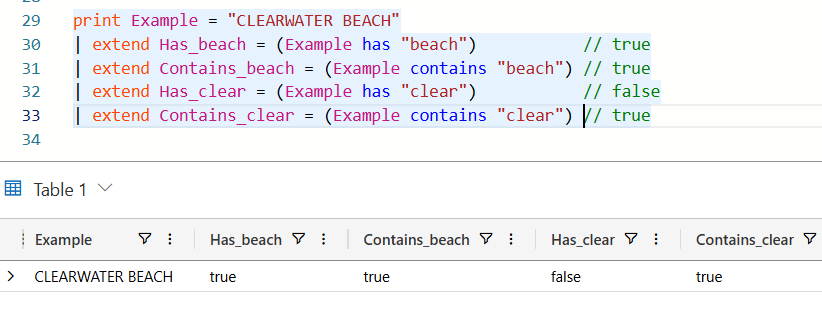 29 print Example = "CLEARWATER BEACH"
30 | extend Has_beach = (Example has "beach") // true
31 | extend Contains_beach = (Example contains "beach") // true
32 | extend Has_clear = (Example has "clear") // false
33 | extend Contains_clear = (Example contains "clear") // true
34
Table 1
Example Has_beach Contains_beach Has_clear Contains_clear
CLEARWATER BEACH true true false true